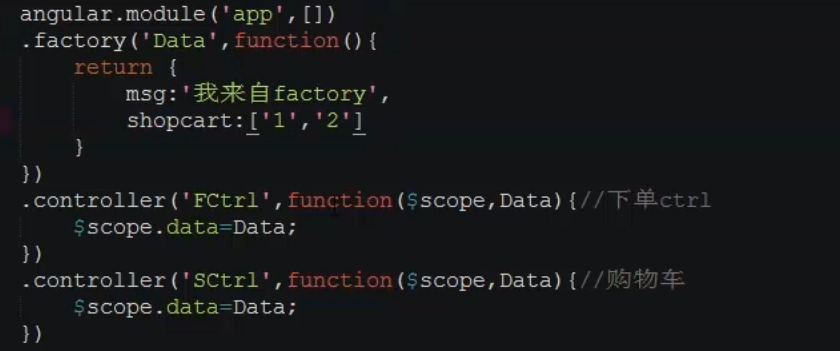 angular.module('app',[])
.factory('Data',function(){
    return {
        msg:'我来自factory',
        shopcart:['1','2']
    }
})
.controller('FCtrl',function($scope,Data){//下单ctrl
    $scope.data=Data;
})
.controller('SCtrl',function($scope,Data){//购物车
    $scope.data=Data;
})